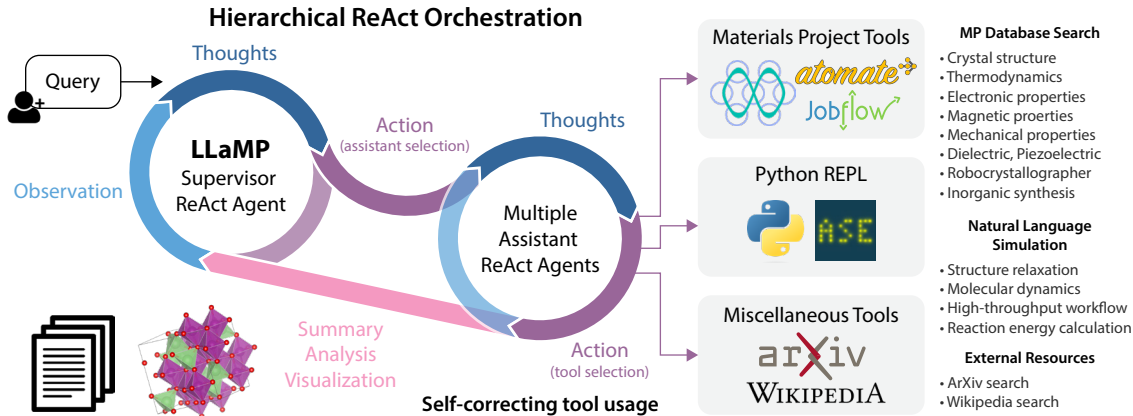 Hierarchical ReAct Orchestration
Query
Thoughts
LLaMP
Supervisor
ReAct Agent
Observation
Action
(assistant selection)
Thoughts
Multiple
Assistant
ReAct Agents
Summary
Analysis
Visualization
Action
(tool selection)
Self-correcting tool usage
Materials Project Tools
atomate
Jobflow
Python REPL
ASE
Miscellaneous Tools
arXiv
WIKIPEDIA
MP Database Search
• Crystal structure
• Thermodynamics
• Electronic properties
• Magnetic proerties
• Mechanical properties
• Dielectric, Piezoelectric
• Robocrystallographer
• Inorganic synthesis
Natural Language
Simulation
• Structure relaxation
• Molecular dynamics
• High-throughput workflow
• Reaction energy calculation
External Resources
• ArXiv search
• Wikipedia search